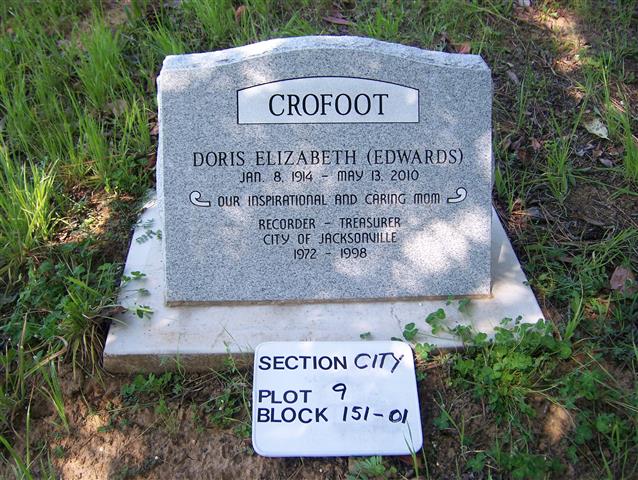 CROFOOT
DORIS ELIZABETH (EDWARDS)
JAN. 8, 1914 - MAY 13, 2010
OUR INSPIRATIONAL AND CARING MOM
RECORDER - TREASURER
CITY OF JACKSONVILLE
1972 - 1998
SECTION CITY
PLOT 9
BLOCK 151-01